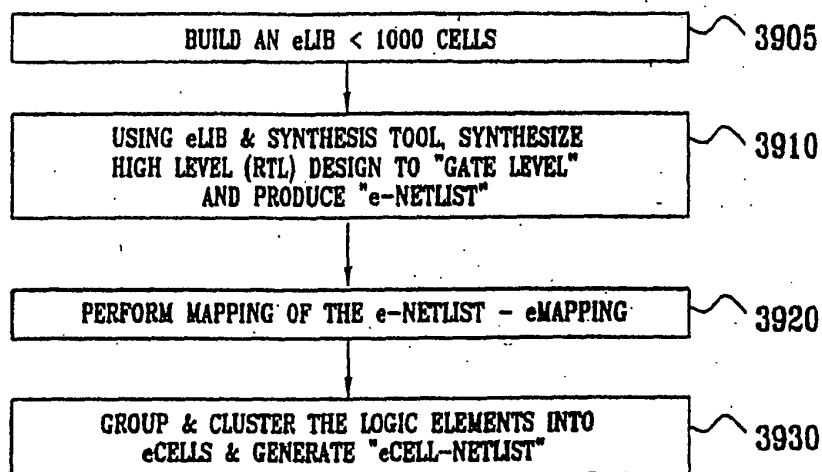 BUILD AN eLIB < 1000 CELLS
3905
USING eLIB & SYNTHESIS TOOL, SYNTHESIZE
HIGH LEVEL (RTL) DESIGN TO "GATE LEVEL"
AND PRODUCE "e-NETLIST"
3910
PERFORM MAPPING OF THE e-NETLIST - eMAPPING
3920
GROUP & CLUSTER THE LOGIC ELEMENTS INTO
eCELLS & GENERATE "eCELL-NETLIST"
3930